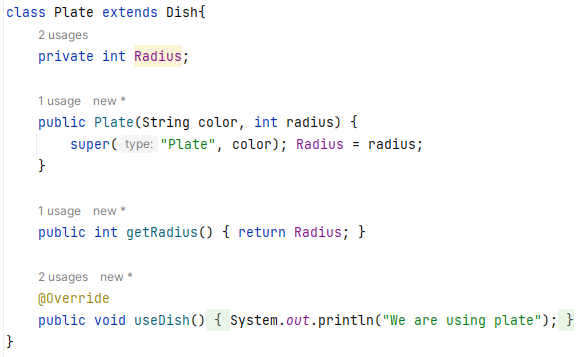 class Plate extends Dish{
2 usages
private int Radius;
1 usage new *
public Plate(String color, int radius) {
super( type: "Plate", color); Radius = radius;
}
1 usage new *
public int getRadius() { return Radius; }
2 usages new *
@Override
public void useDish() { System.out.println("We are using plate"); }
}